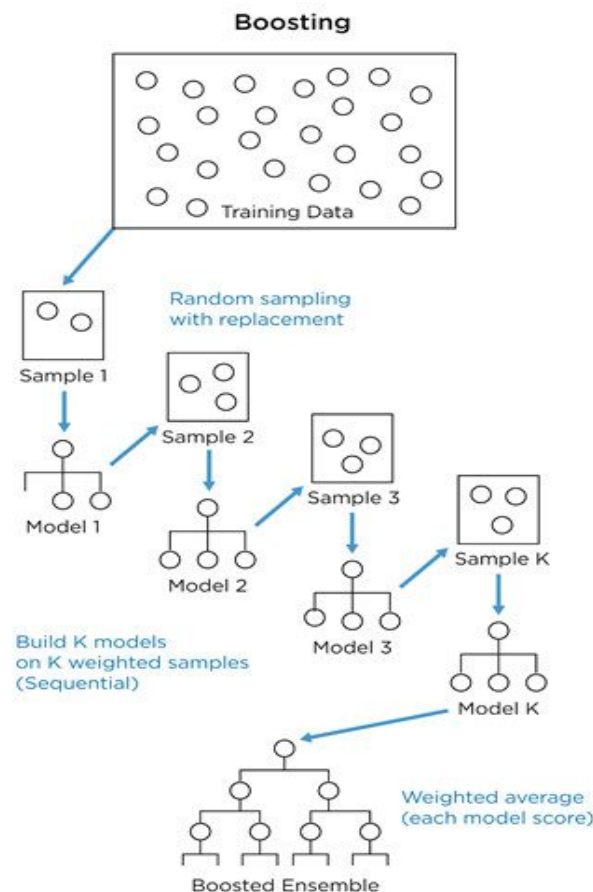 Boosting
Training Data
Random sampling
with replacement
Sample 1
Sample 2
Sample 3
Sample K
Model 1
Model 2
Model 3
Model K
Build K models
on K weighted samples
(Sequential)
Weighted average
(each model score)
Boosted Ensemble